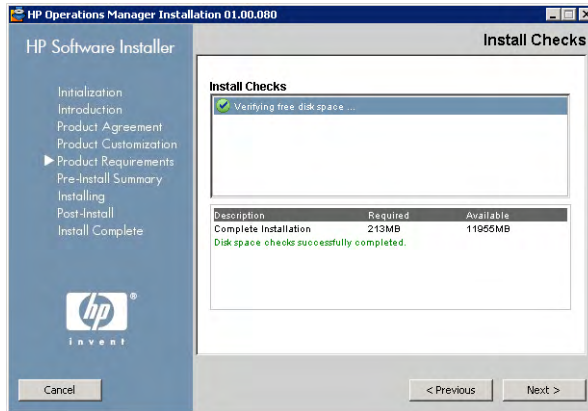 HP Operations Manager Installation 01.00.080
HP Software Installer
Install Checks
Initialization
Introduction
Product Agreement
Product Customization
Product Requirements
Pre-Install Summary
Installing
Post-Install
Install Complete
Install Checks
Verifying free disk space ...
Description Required Available
Complete Installation 213MB 11955MB
Disk space checks successfully completed.
hp
®
invent
Cancel
< Previous
Next >